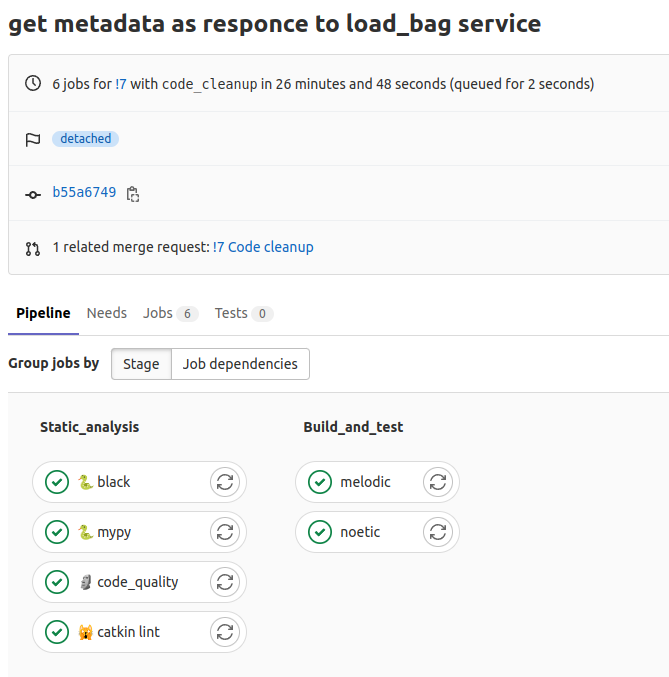 get metadata as responce to load_bag service
6 jobs for !7 with code_cleanup in 26 minutes and 48 seconds (queued for 2 seconds)
detached
b55a6749
1 related merge request: !7 Code cleanup
Pipeline Needs Jobs 6 Tests 0
Group jobs by Stage Job dependencies
Static_analysis Build_and_test
black melodic
mypy noetic
code_quality
catkin lint